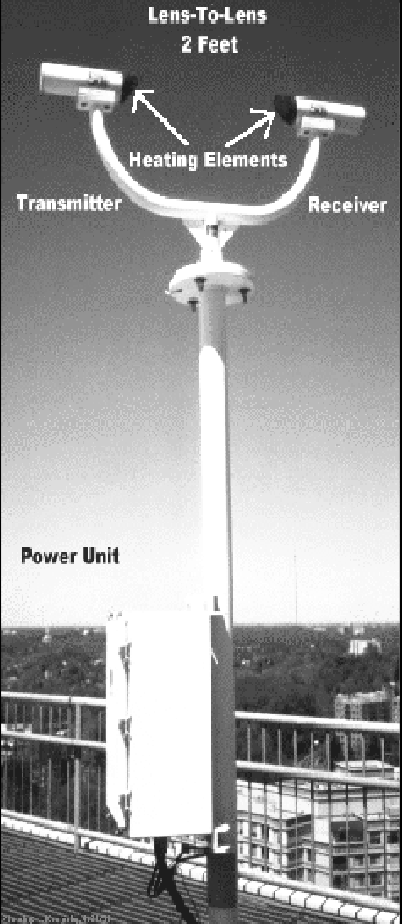 Lens-To-Lens
2 Feet
Heating Elements
Transmitter
Receiver
Power Unit